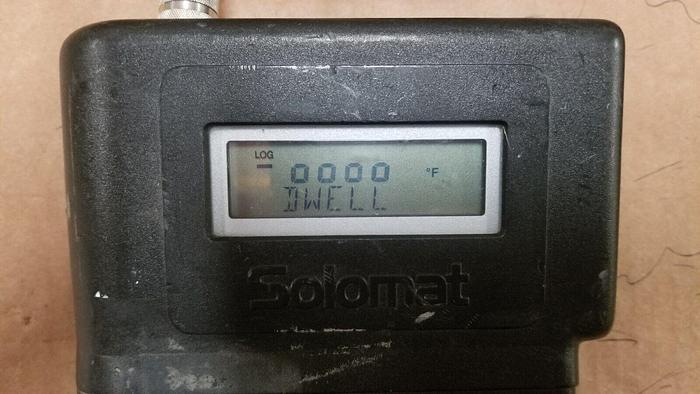 LOG
0000 °F
DWELL
Solomat